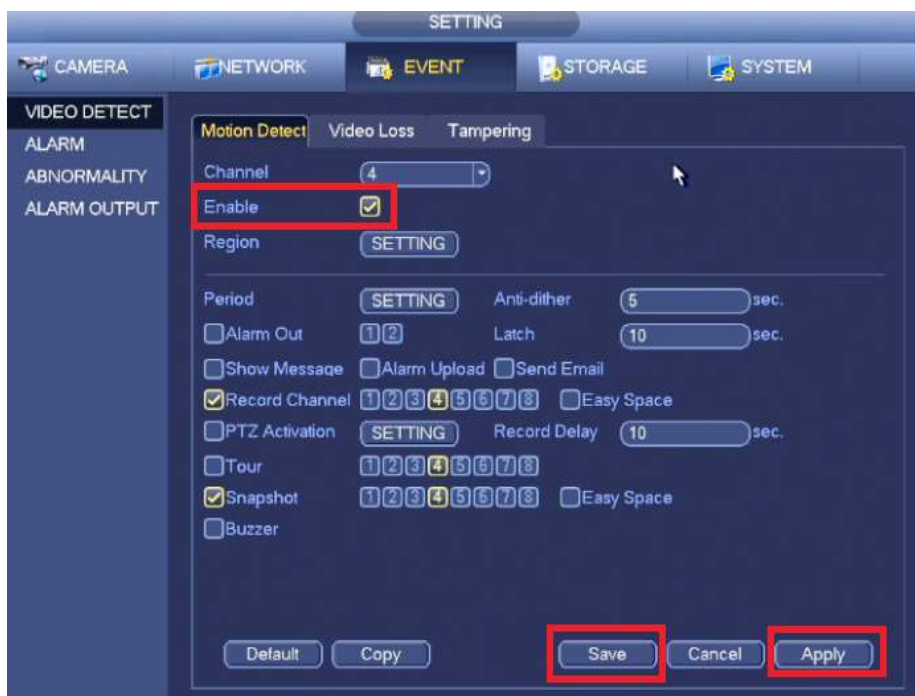 SETTING
CAMERA NETWORK EVENT STORAGE SYSTEM
VIDEO DETECT
ALARM
ABNORMALITY
ALARM OUTPUT
Motion Detect Video Loss Tampering
Channel 4
Enable
Region SETTING
Period SETTING Anti-dither 5 sec.
Alarm Out 1 2 Latch 10 sec.
Show Message Alarm Upload Send Email
Record Channel 1 2 3 4 5 6 7 8 Easy Space
PTZ Activation SETTING Record Delay 10 sec.
Tour 1 2 3 4 5 6 7 8
Snapshot 1 2 3 4 5 6 7 8 Easy Space
Buzzer
Default Copy Save Cancel Apply